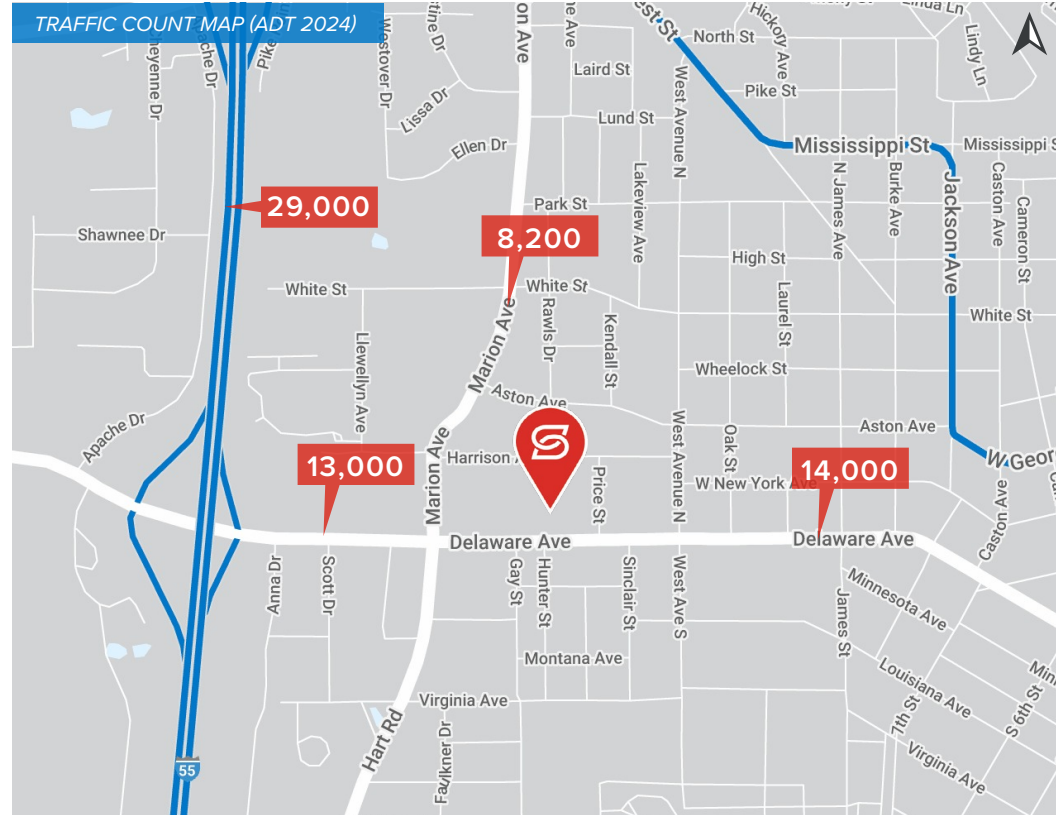 TRAFFIC COUNT MAP (ADT 2024)
Cheyenne Dr
Apache Dr
Westover Dr
Marion Ave
Hickory Ave
Linda Ln
Lindy Ln
North St
Laird St
West Avenue N
Pike St
Lissa Dr
Lund St
Ellen Dr
Mississippi St
Mississippi S
Lakeview Ave
N James Ave
Burke Ave
Jackson Ave
Caston Ave
Cameron St
29,000
Park St
8,200
Shawnee Dr
High St
White St
White St
Rawls Dr
Kendall St
Laurel St
White St
Llewellyn Ave
Marion Ave
Wheelock St
Aston Ave
Apache Dr
Marion Ave
West Avenue N
Oak St
Aston Ave
13,000
Harrison A
Price St
W New York Ave
14,000
W Geor
Caston Ave
Delaware Ave
Delaware Ave
Anna Dr
Scott Dr
Gay St
Hunter St
Sinclair St
West Ave S
James St
Minnesota Ave
Montana Ave
Louisiana Ave
Virginia Ave
7th St
S 6th St
Hart Rd
Faulkner Dr
Virginia Ave
55